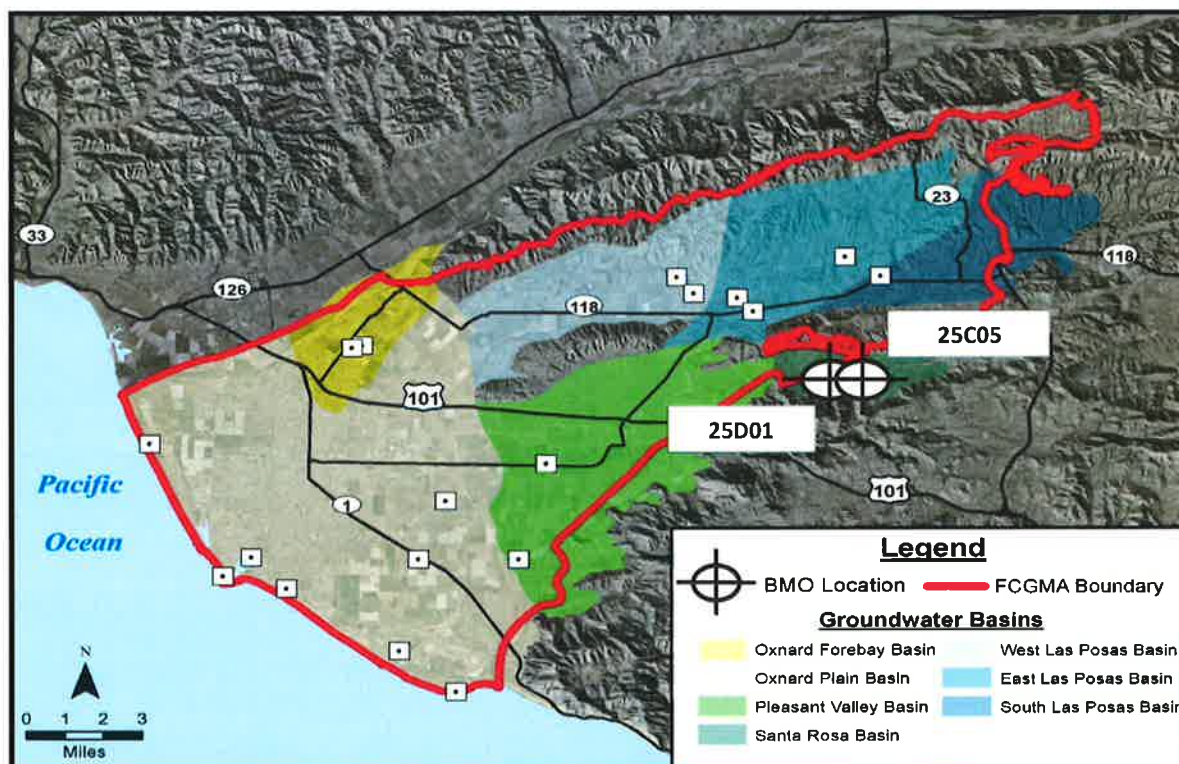 33
126
118
23
118
25C05
101
25D01
Pacific
Ocean
1
101
N
0 1 2 3
Miles
Legend
BMO Location
FCGMA Boundary
Groundwater Basins
Oxnard Forebay Basin
West Las Posas Basin
Oxnard Plain Basin
East Las Posas Basin
Pleasant Valley Basin
South Las Posas Basin
Santa Rosa Basin